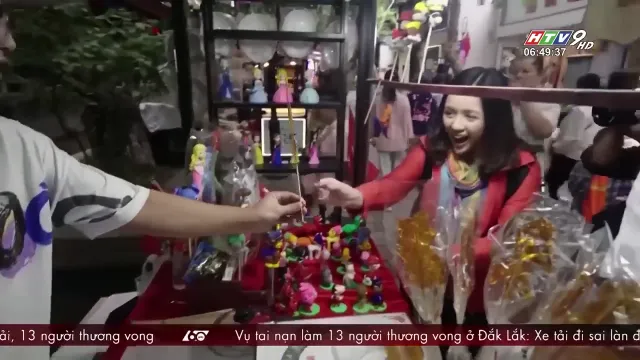 HTV9HD
06:49:37
ải, 13 người thương vong 60 Vụ tai nạn làm 13 người thương vong ở Đắk Lắk: Xe tải đi sai làn đ